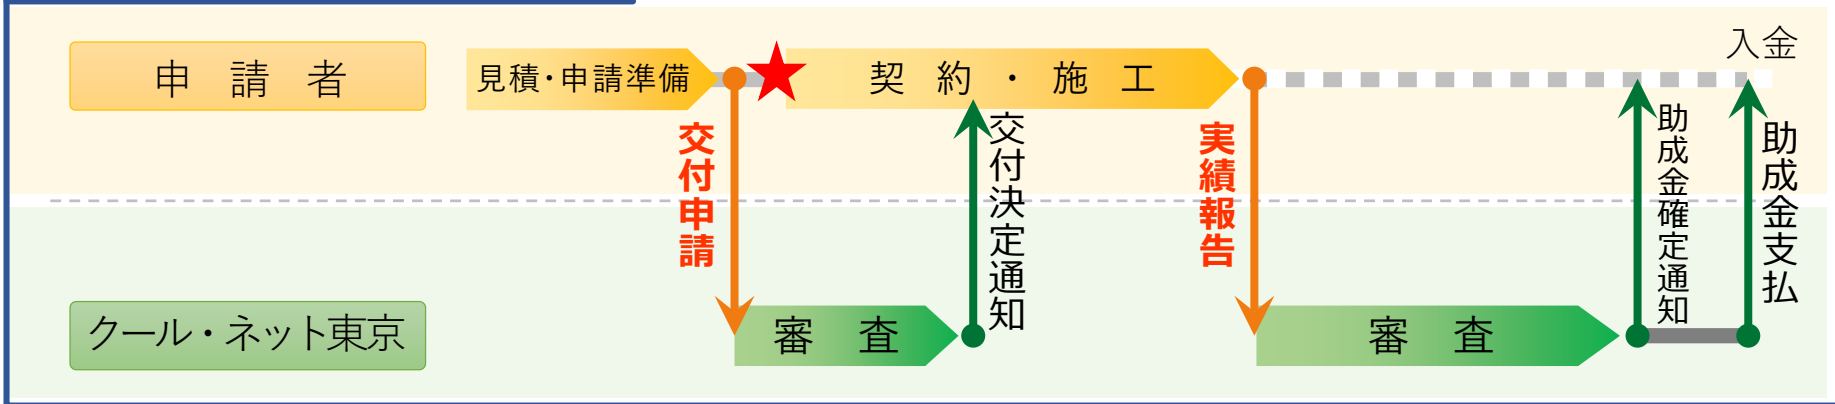 申請者
見積・申請準備
契約・施工
入金
交付申請
交付決定通知
実績報告
助成金確定通知
助成金支払
クール・ネット東京
審査
審査